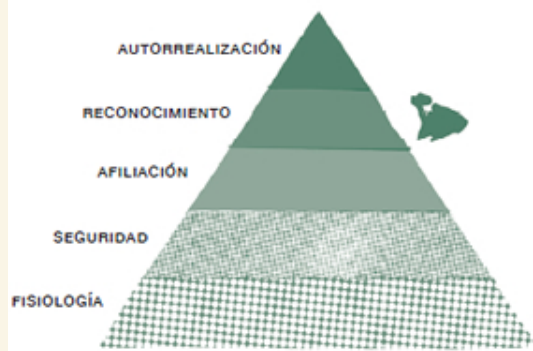 AUTORREALIZACIÓN
RECONOCIMIENTO
AFILIACIÓN
SEGURIDAD
FISIOLOGÍA